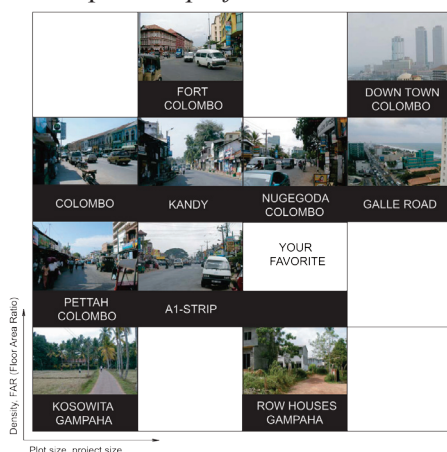 FORT
COLOMBO
DOWN TOWN
COLOMBO
COLOMBO
KANDY
NUGEGODA
COLOMBO
GALLE ROAD
PETTAH
COLOMBO
A1-STRIP
YOUR
FAVORITE
KOSOWITA
GAMPAHA
ROW HOUSES
GAMPAHA
Density, FAR (Floor Area Ratio)
Plot size, project size